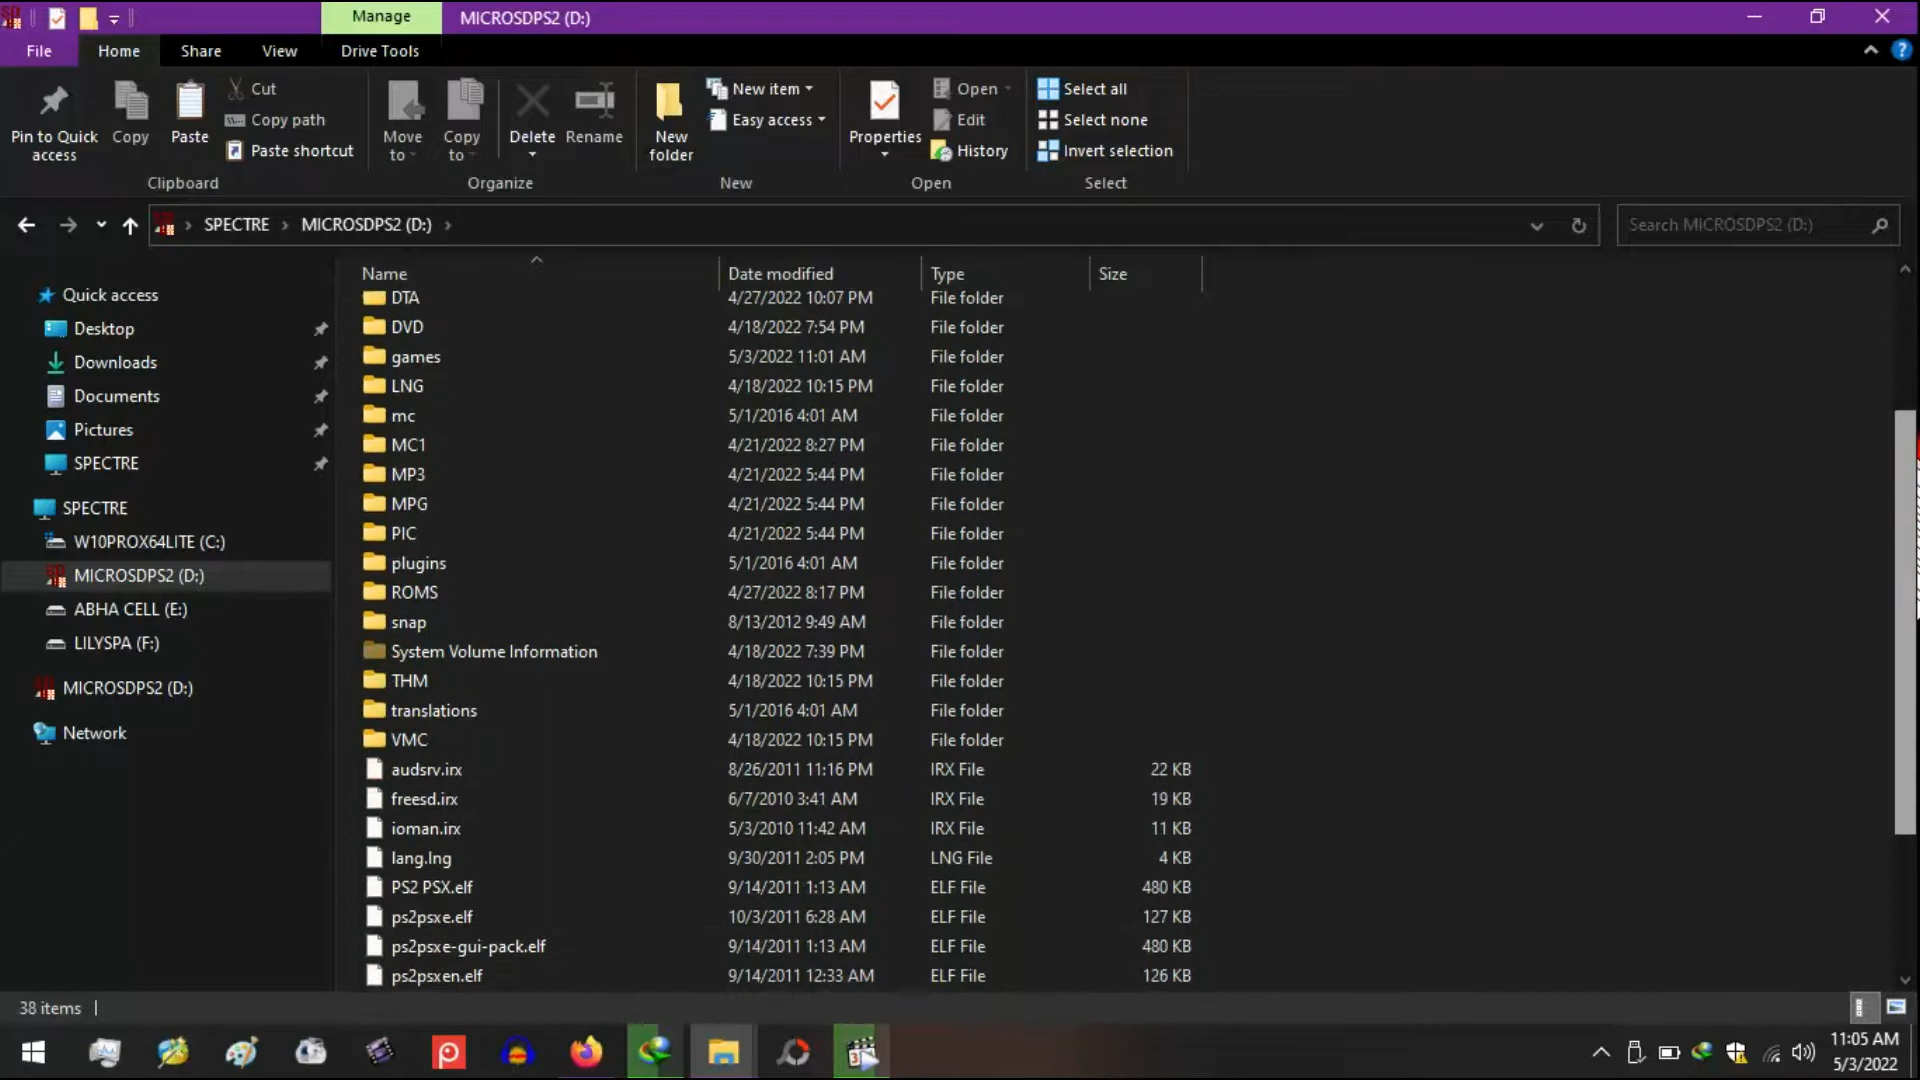 Manage MICROSDPS2 (D:)
File Home Share View Drive Tools
Pin to Quick access
Copy
Paste
Cut
Copy path
Paste shortcut
Clipboard
Move to
Copy to
Delete
Rename
Organize
New folder
New item
Easy access
New
Properties
Open
Edit
History
Open
Select all
Select none
Invert selection
Select
SPECTRE MICROSDPS2 (D:)
Search MICROSDPS2 (D:)
Quick access
Desktop
Downloads
Documents
Pictures
SPECTRE
SPECTRE
W10PROX64LITE (C:)
MICROSDPS2 (D:)
ABHA CELL (E:)
LILYSPA (F:)
MICROSDPS2 (D:)
Network
Name Date modified Type Size
DTA 4/27/2022 10:07 PM File folder
DVD 4/18/2022 7:54 PM File folder
games 5/3/2022 11:01 AM File folder
LNG 4/18/2022 10:15 PM File folder
mc 5/1/2016 4:01 AM File folder
MC1 4/21/2022 8:27 PM File folder
MP3 4/21/2022 5:44 PM File folder
MPG 4/21/2022 5:44 PM File folder
PIC 4/21/2022 5:44 PM File folder
plugins 5/1/2016 4:01 AM File folder
ROMS 4/27/2022 8:17 PM File folder
snap 8/13/2012 9:49 AM File folder
System Volume Information 4/18/2022 7:39 PM File folder
THM 4/18/2022 10:15 PM File folder
translations 5/1/2016 4:01 AM File folder
VMC 4/18/2022 10:15 PM File folder
audsrv.irx 8/26/2011 11:16 PM IRX File 22 KB
freesd.irx 6/7/2010 3:41 AM IRX File 19 KB
ioman.irx 5/3/2010 11:42 AM IRX File 11 KB
lang.lng 9/30/2011 2:05 PM LNG File 4 KB
PS2 PSX.elf 9/14/2011 1:13 AM ELF File 480 KB
ps2psxe.elf 10/3/2011 6:28 AM ELF File 127 KB
ps2psxe-gui-pack.elf 9/14/2011 1:13 AM ELF File 480 KB
ps2psxen.elf 9/14/2011 12:33 AM ELF File 126 KB
38 items
11:05 AM
5/3/2022